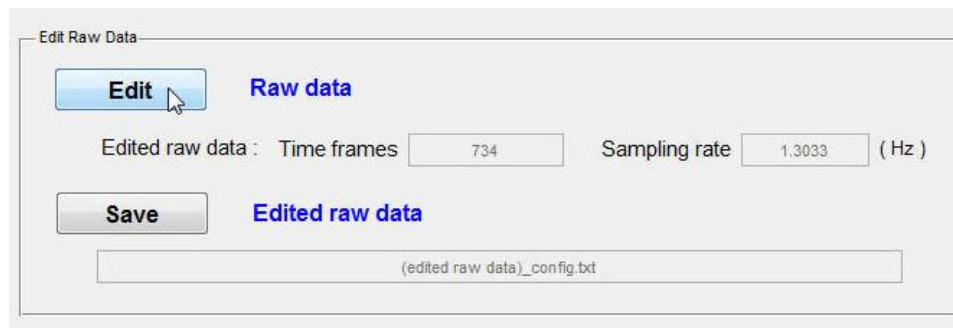 Edit Raw Data
Edit Raw data
Edited raw data : Time frames 734 Sampling rate 1.3033 ( Hz )
Save Edited raw data
(edited raw data)_config.txt